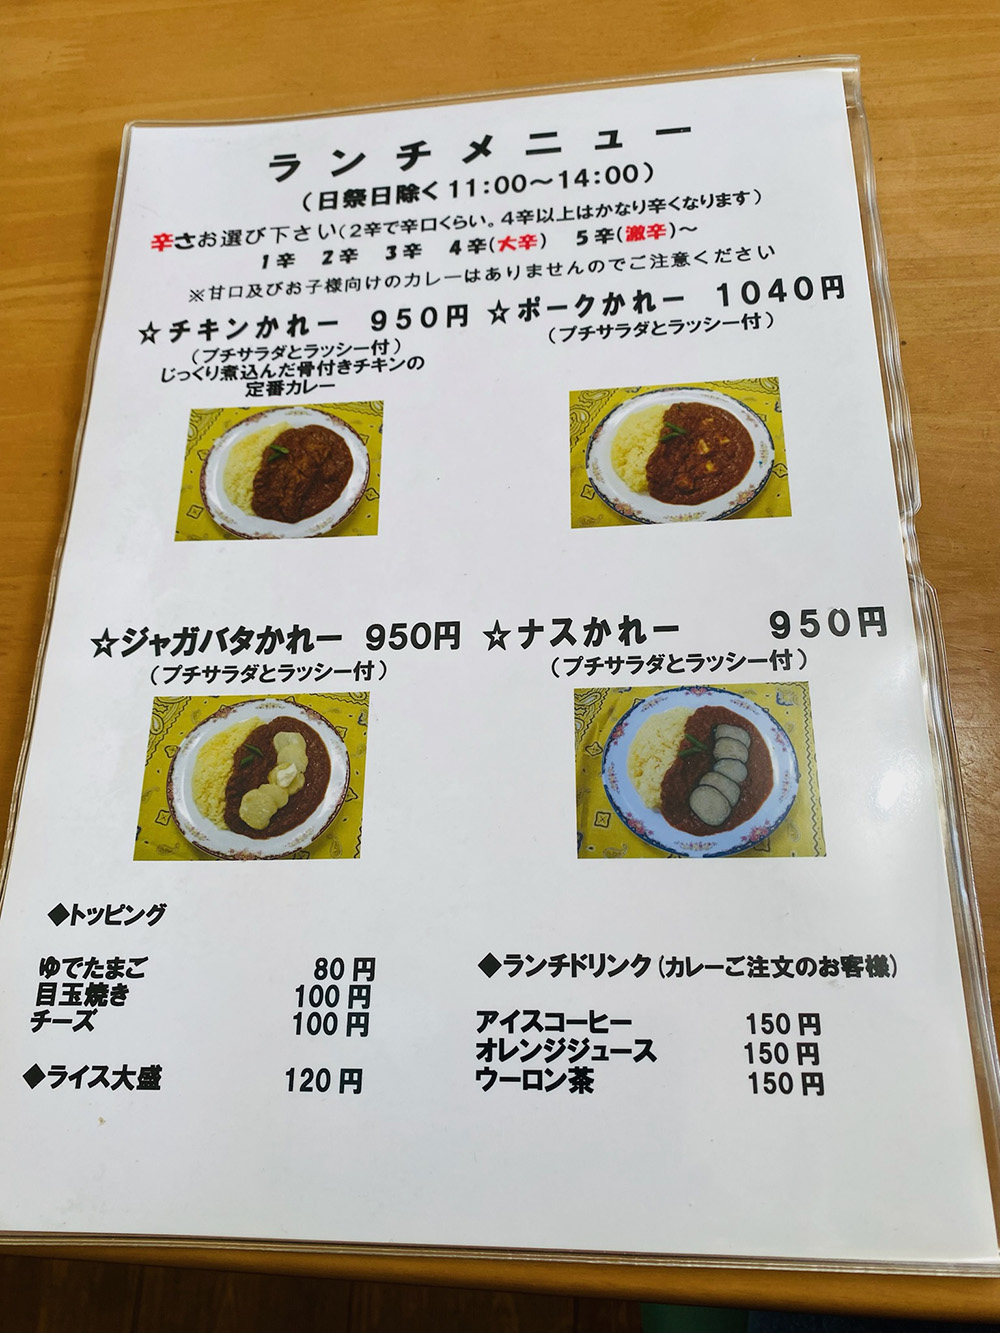 ランチメニュー
（日祭日除く11：00～14：00）
辛さお選び下さい（2辛で辛口くらい。4辛以上はかなり辛くなります）
1辛 2辛 3辛 4辛（大辛） 5辛（激辛）～
※甘口及びお子様向けのカレーはありませんのでご注意ください
☆チキンかれー 950円
（プチサラダとラッシー付）
じっくり煮込んだ骨付きチキンの
定番カレー
☆ポークかれー 1040円
（プチサラダとラッシー付）
☆ジャガバタかれー 950円
（プチサラダとラッシー付）
☆ナスかれー 950円
（プチサラダとラッシー付）
◆トッピング
ゆでたまご 80円
目玉焼き 100円
チーズ 100円
◆ライス大盛 120円
◆ランチドリンク（カレーご注文のお客様）
アイスコーヒー 150円
オレンジジュース 150円
ウーロン茶 150円